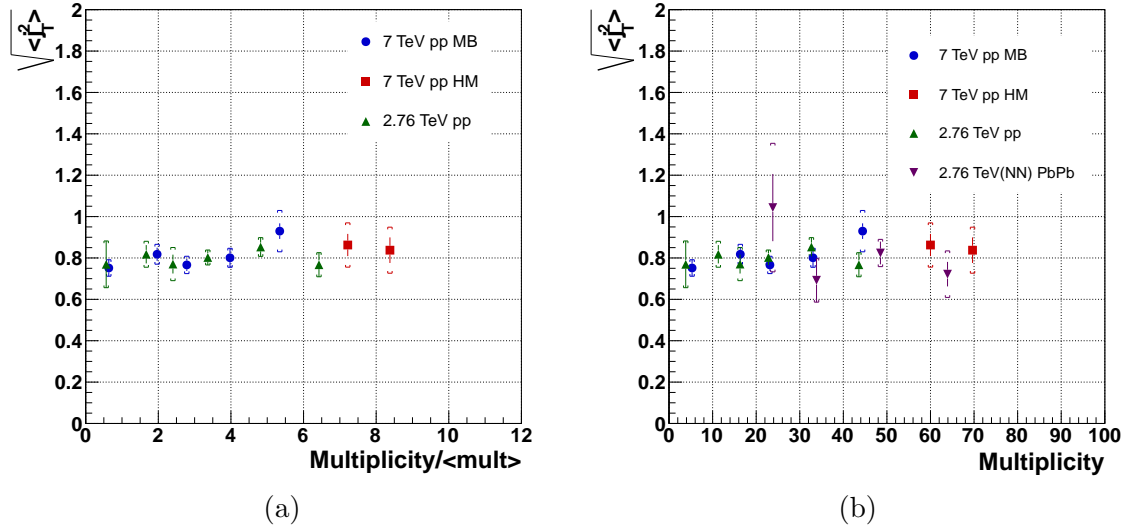 √<j_T^2>
2
1.8
1.6
1.4
1.2
1
0.8
0.6
0.4
0.2
0
0 2 4 6 8 10 12
Multiplicity/<mult>
7 TeV pp MB
7 TeV pp HM
2.76 TeV pp
(a)
√<j_T^2>
2
1.8
1.6
1.4
1.2
1
0.8
0.6
0.4
0.2
0
0 10 20 30 40 50 60 70 80 90 100
Multiplicity
7 TeV pp MB
7 TeV pp HM
2.76 TeV pp
2.76 TeV(NN) PbPb
(b)